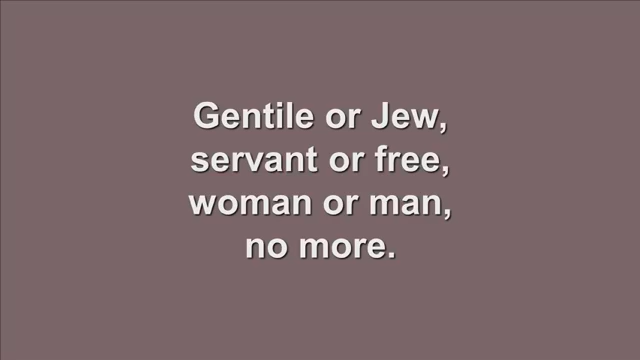 Gentile or Jew,
servant or free,
woman or man,
no more.